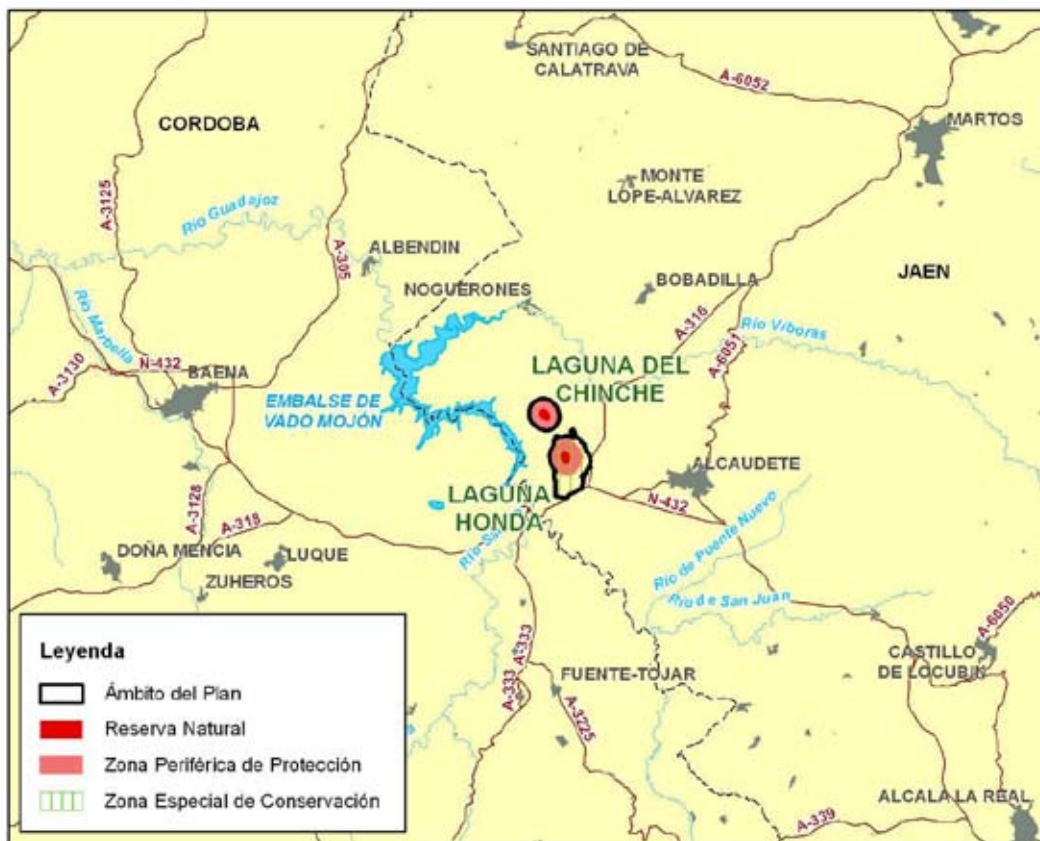 SANTIAGO DE
CALATRAVA
A-6052
CORDOBA
MARTOS
A-3125
MONTE
LOPE-ALVAREZ
Río Guadajoz
A-305
ALBENDIN
JAEN
NOGUERONES
BOBADILLA
Río Marbella
A-316
Río Víboras
A-6051
N-432
A-3130
BAENA
LAGUNA DEL
CHINCHE
EMBALSE DE
VADO MOJÓN
ALCAUDETE
LAGUNA
HONDA
N-432
A-3128
A-318
Río de Puente Nuevo
DOÑA MENCIA
LUQUE
ZUHEROS
Río de San Juan
A-6050
Leyenda
Ámbito del Plan
Reserva Natural
Zona Periférica de Protección
Zona Especial de Conservación
A-333
A-333
CASTILLO
DE LOCUBIN
FUENTE-TOJAR
A-3225
ALCALA LA REAL
A-339